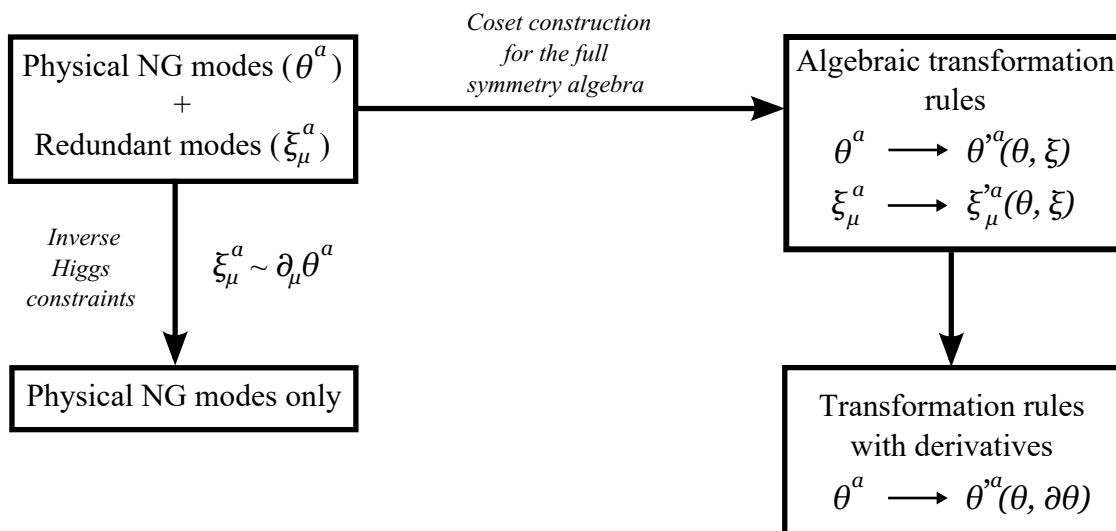 Physical NG modes (θ^a)
+
Redundant modes (ξ_μ^a)
Coset construction
for the full
symmetry algebra
Algebraic transformation
rules
θ^a ⟶ θ'^a(θ, ξ)
ξ_μ^a ⟶ ξ'_μ^a(θ, ξ)
Inverse
Higgs
constraints
ξ_μ^a ~ ∂_μθ^a
Physical NG modes only
Transformation rules
with derivatives
θ^a ⟶ θ'^a(θ, ∂θ)